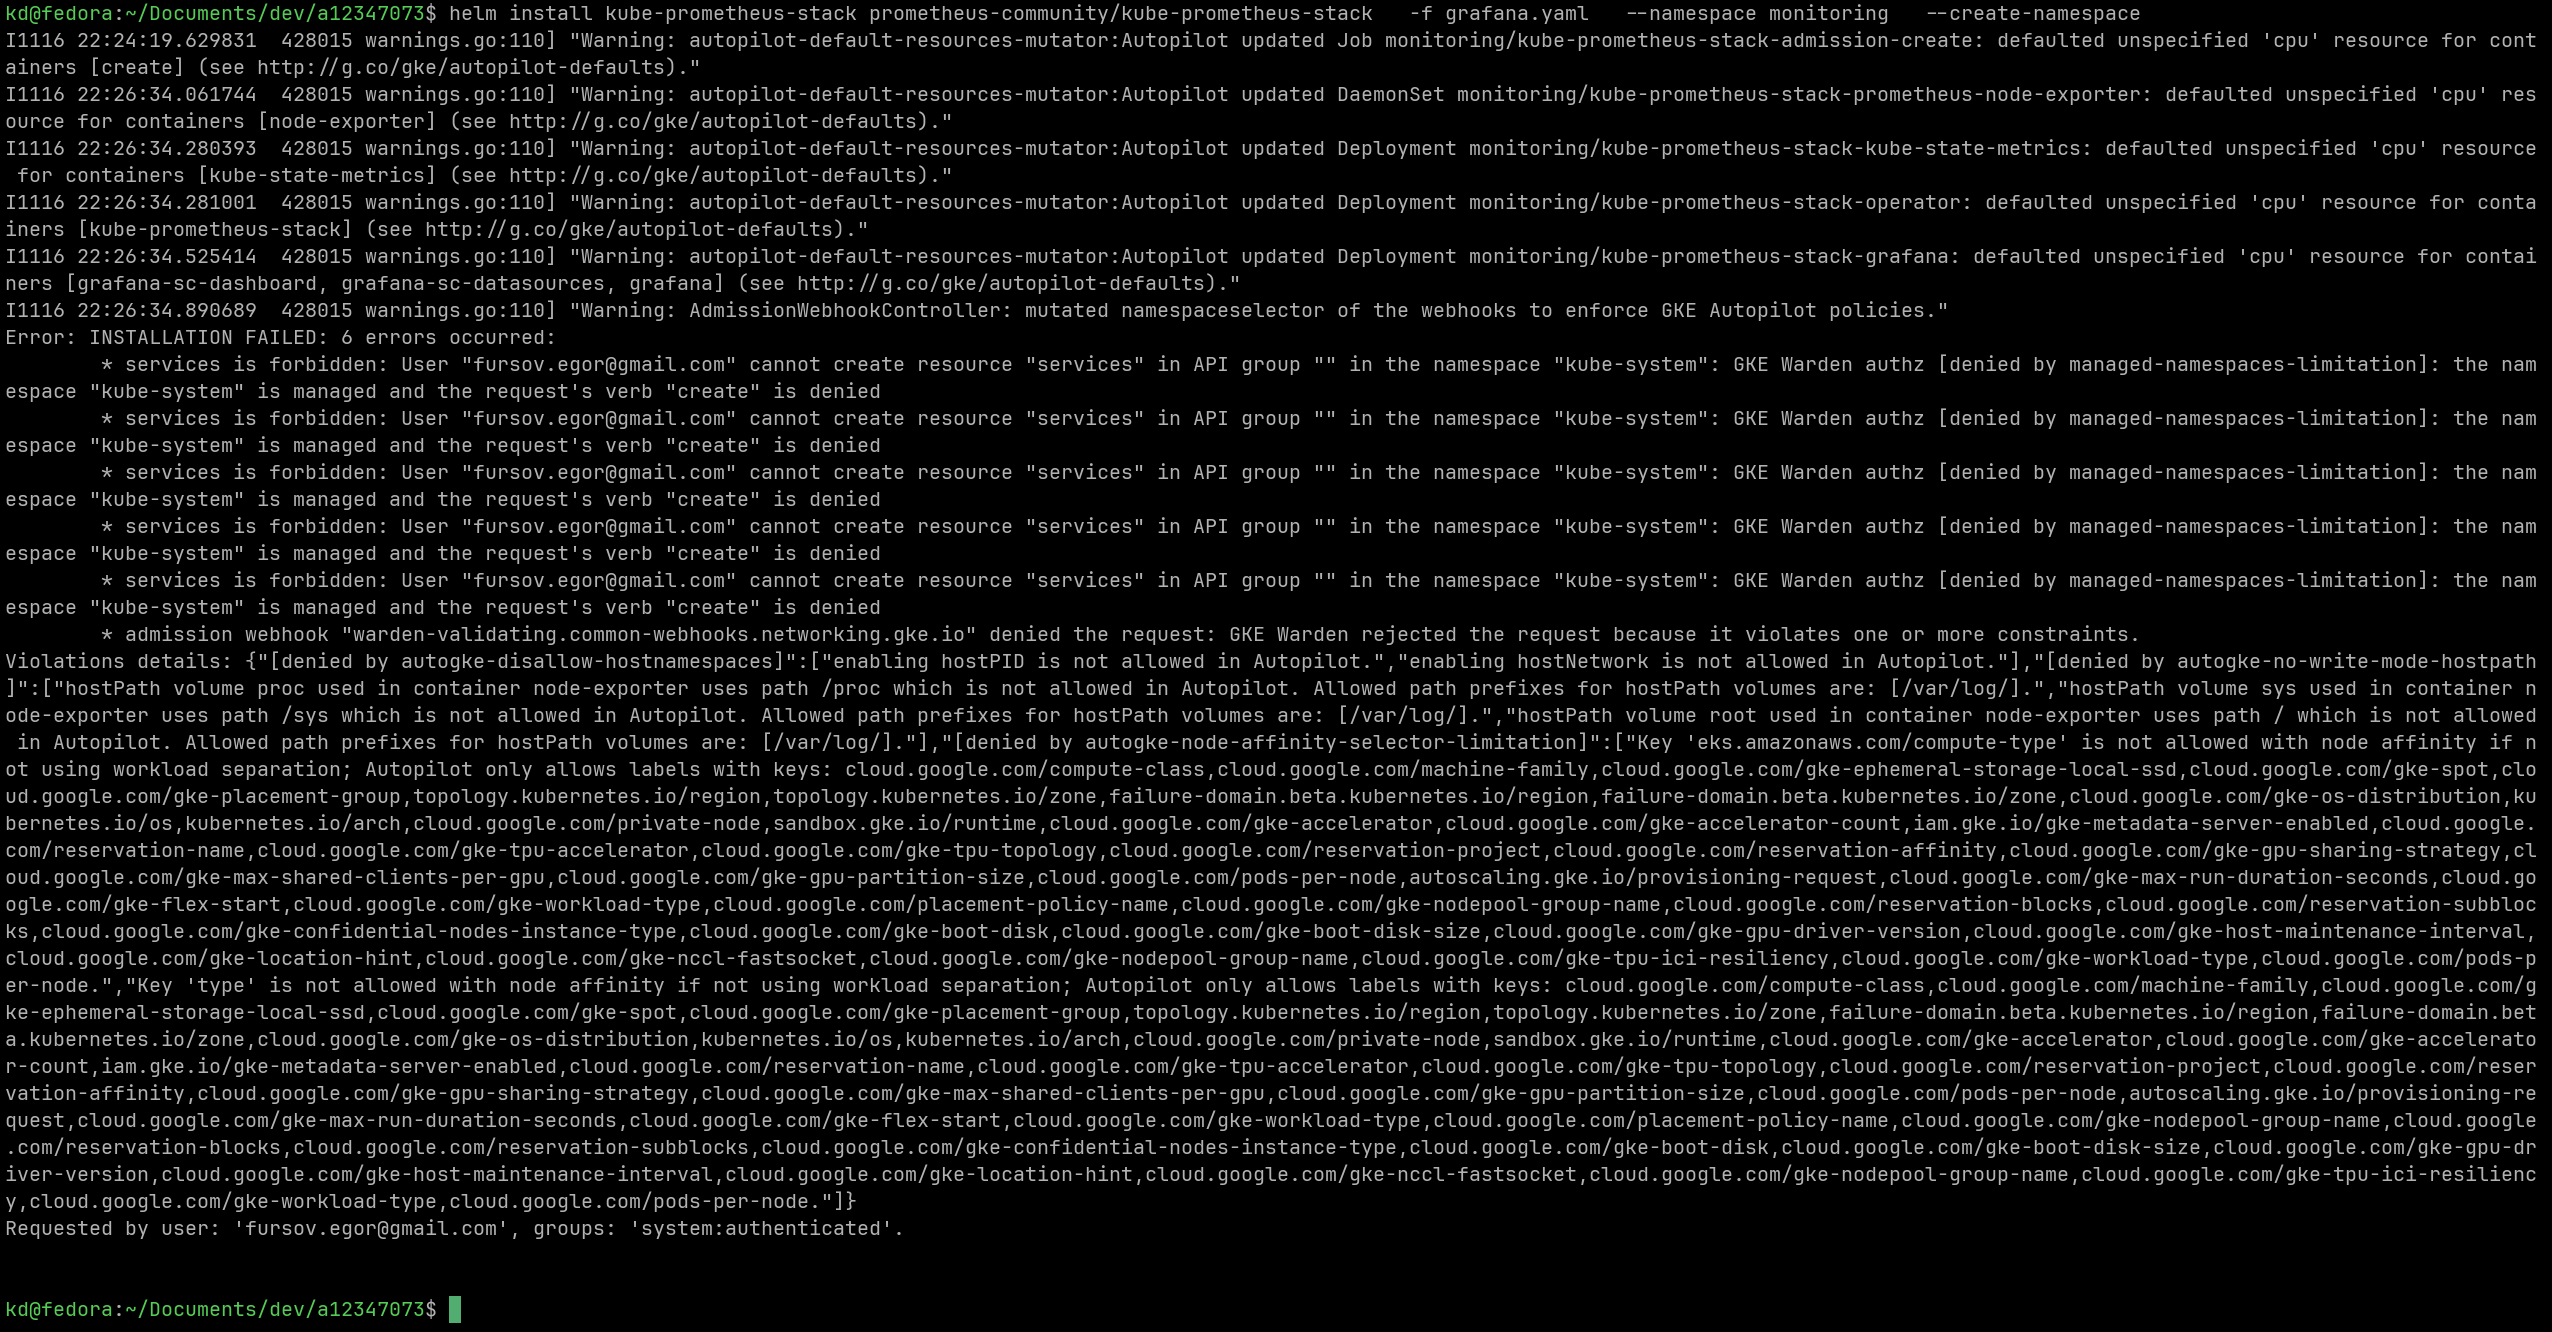 kd@fedora:~/Documents/dev/a12347073$ helm install kube-prometheus-stack prometheus-community/kube-prometheus-stack   -f grafana.yaml   --namespace monitoring   --create-namespace
I1116 22:24:19.629831  428015 warnings.go:110] "Warning: autopilot-default-resources-mutator:Autopilot updated Job monitoring/kube-prometheus-stack-admission-create: defaulted unspecified 'cpu' resource for cont
ainers [create] (see http://g.co/gke/autopilot-defaults)."
I1116 22:26:34.061744  428015 warnings.go:110] "Warning: autopilot-default-resources-mutator:Autopilot updated DaemonSet monitoring/kube-prometheus-stack-prometheus-node-exporter: defaulted unspecified 'cpu' res
ource for containers [node-exporter] (see http://g.co/gke/autopilot-defaults)."
I1116 22:26:34.280393  428015 warnings.go:110] "Warning: autopilot-default-resources-mutator:Autopilot updated Deployment monitoring/kube-prometheus-stack-kube-state-metrics: defaulted unspecified 'cpu' resource
 for containers [kube-state-metrics] (see http://g.co/gke/autopilot-defaults)."
I1116 22:26:34.281001  428015 warnings.go:110] "Warning: autopilot-default-resources-mutator:Autopilot updated Deployment monitoring/kube-prometheus-stack-operator: defaulted unspecified 'cpu' resource for conta
iners [kube-prometheus-stack] (see http://g.co/gke/autopilot-defaults)."
I1116 22:26:34.525414  428015 warnings.go:110] "Warning: autopilot-default-resources-mutator:Autopilot updated Deployment monitoring/kube-prometheus-stack-grafana: defaulted unspecified 'cpu' resource for contai
ners [grafana-sc-dashboard, grafana-sc-datasources, grafana] (see http://g.co/gke/autopilot-defaults)."
I1116 22:26:34.890689  428015 warnings.go:110] "Warning: AdmissionWebhookController: mutated namespaceselector of the webhooks to enforce GKE Autopilot policies."
Error: INSTALLATION FAILED: 6 errors occurred:
        * services is forbidden: User "fursov.egor@gmail.com" cannot create resource "services" in API group "" in the namespace "kube-system": GKE Warden authz [denied by managed-namespaces-limitation]: the nam
espace "kube-system" is managed and the request's verb "create" is denied
        * services is forbidden: User "fursov.egor@gmail.com" cannot create resource "services" in API group "" in the namespace "kube-system": GKE Warden authz [denied by managed-namespaces-limitation]: the nam
espace "kube-system" is managed and the request's verb "create" is denied
        * services is forbidden: User "fursov.egor@gmail.com" cannot create resource "services" in API group "" in the namespace "kube-system": GKE Warden authz [denied by managed-namespaces-limitation]: the nam
espace "kube-system" is managed and the request's verb "create" is denied
        * services is forbidden: User "fursov.egor@gmail.com" cannot create resource "services" in API group "" in the namespace "kube-system": GKE Warden authz [denied by managed-namespaces-limitation]: the nam
espace "kube-system" is managed and the request's verb "create" is denied
        * services is forbidden: User "fursov.egor@gmail.com" cannot create resource "services" in API group "" in the namespace "kube-system": GKE Warden authz [denied by managed-namespaces-limitation]: the nam
espace "kube-system" is managed and the request's verb "create" is denied
        * admission webhook "warden-validating.common-webhooks.networking.gke.io" denied the request: GKE Warden rejected the request because it violates one or more constraints.
Violations details: {"[denied by autogke-disallow-hostnamespaces]":["enabling hostPID is not allowed in Autopilot.","enabling hostNetwork is not allowed in Autopilot."],"[denied by autogke-no-write-mode-hostpath
]":["hostPath volume proc used in container node-exporter uses path /proc which is not allowed in Autopilot. Allowed path prefixes for hostPath volumes are: [/var/log/].","hostPath volume sys used in container n
ode-exporter uses path /sys which is not allowed in Autopilot. Allowed path prefixes for hostPath volumes are: [/var/log/].","hostPath volume root used in container node-exporter uses path / which is not allowed
 in Autopilot. Allowed path prefixes for hostPath volumes are: [/var/log/]."],"[denied by autogke-node-affinity-selector-limitation]":["Key 'eks.amazonaws.com/compute-type' is not allowed with node affinity if n
ot using workload separation; Autopilot only allows labels with keys: cloud.google.com/compute-class,cloud.google.com/machine-family,cloud.google.com/gke-ephemeral-storage-local-ssd,cloud.google.com/gke-spot,clo
ud.google.com/gke-placement-group,topology.kubernetes.io/region,topology.kubernetes.io/zone,failure-domain.beta.kubernetes.io/region,failure-domain.beta.kubernetes.io/zone,cloud.google.com/gke-os-distribution,ku
bernetes.io/os,kubernetes.io/arch,cloud.google.com/private-node,sandbox.gke.io/runtime,cloud.google.com/gke-accelerator,cloud.google.com/gke-accelerator-count,iam.gke.io/gke-metadata-server-enabled,cloud.google.
com/reservation-name,cloud.google.com/gke-tpu-accelerator,cloud.google.com/gke-tpu-topology,cloud.google.com/reservation-project,cloud.google.com/reservation-affinity,cloud.google.com/gke-gpu-sharing-strategy,cl
oud.google.com/gke-max-shared-clients-per-gpu,cloud.google.com/gke-gpu-partition-size,cloud.google.com/pods-per-node,autoscaling.gke.io/provisioning-request,cloud.google.com/gke-max-run-duration-seconds,cloud.go
ogle.com/gke-flex-start,cloud.google.com/gke-workload-type,cloud.google.com/placement-policy-name,cloud.google.com/gke-nodepool-group-name,cloud.google.com/reservation-blocks,cloud.google.com/reservation-subbloc
ks,cloud.google.com/gke-confidential-nodes-instance-type,cloud.google.com/gke-boot-disk,cloud.google.com/gke-boot-disk-size,cloud.google.com/gke-gpu-driver-version,cloud.google.com/gke-host-maintenance-interval,
cloud.google.com/gke-location-hint,cloud.google.com/gke-nccl-fastsocket,cloud.google.com/gke-nodepool-group-name,cloud.google.com/gke-tpu-ici-resiliency,cloud.google.com/gke-workload-type,cloud.google.com/pods-p
er-node.","Key 'type' is not allowed with node affinity if not using workload separation; Autopilot only allows labels with keys: cloud.google.com/compute-class,cloud.google.com/machine-family,cloud.google.com/g
ke-ephemeral-storage-local-ssd,cloud.google.com/gke-spot,cloud.google.com/gke-placement-group,topology.kubernetes.io/region,topology.kubernetes.io/zone,failure-domain.beta.kubernetes.io/region,failure-domain.bet
a.kubernetes.io/zone,cloud.google.com/gke-os-distribution,kubernetes.io/os,kubernetes.io/arch,cloud.google.com/private-node,sandbox.gke.io/runtime,cloud.google.com/gke-accelerator,cloud.google.com/gke-accelerato
r-count,iam.gke.io/gke-metadata-server-enabled,cloud.google.com/reservation-name,cloud.google.com/gke-tpu-accelerator,cloud.google.com/gke-tpu-topology,cloud.google.com/reservation-project,cloud.google.com/reser
vation-affinity,cloud.google.com/gke-gpu-sharing-strategy,cloud.google.com/gke-max-shared-clients-per-gpu,cloud.google.com/gke-gpu-partition-size,cloud.google.com/pods-per-node,autoscaling.gke.io/provisioning-re
quest,cloud.google.com/gke-max-run-duration-seconds,cloud.google.com/gke-flex-start,cloud.google.com/gke-workload-type,cloud.google.com/placement-policy-name,cloud.google.com/gke-nodepool-group-name,cloud.google
.com/reservation-blocks,cloud.google.com/reservation-subblocks,cloud.google.com/gke-confidential-nodes-instance-type,cloud.google.com/gke-boot-disk,cloud.google.com/gke-boot-disk-size,cloud.google.com/gke-gpu-dr
iver-version,cloud.google.com/gke-host-maintenance-interval,cloud.google.com/gke-location-hint,cloud.google.com/gke-nccl-fastsocket,cloud.google.com/gke-nodepool-group-name,cloud.google.com/gke-tpu-ici-resilienc
y,cloud.google.com/gke-workload-type,cloud.google.com/pods-per-node."]}
Requested by user: 'fursov.egor@gmail.com', groups: 'system:authenticated'.
kd@fedora:~/Documents/dev/a12347073$